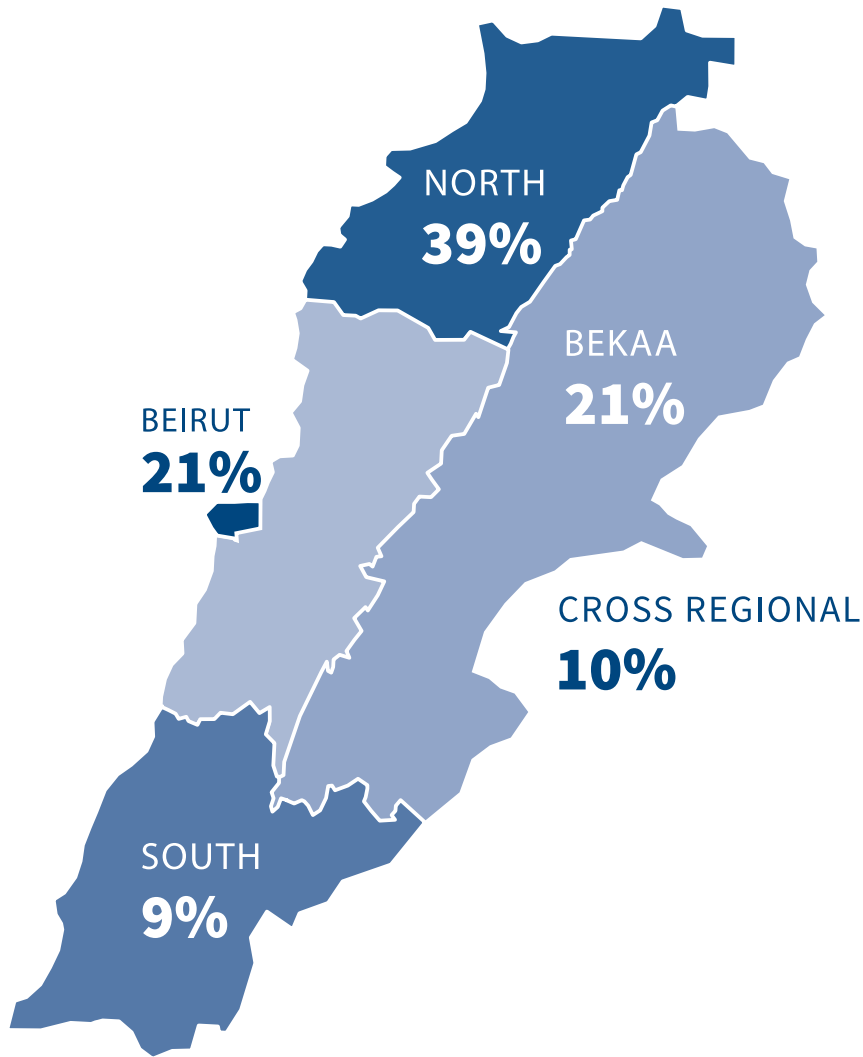 NORTH
39%
BEKAA
21%
BEIRUT
21%
CROSS REGIONAL
10%
SOUTH
9%